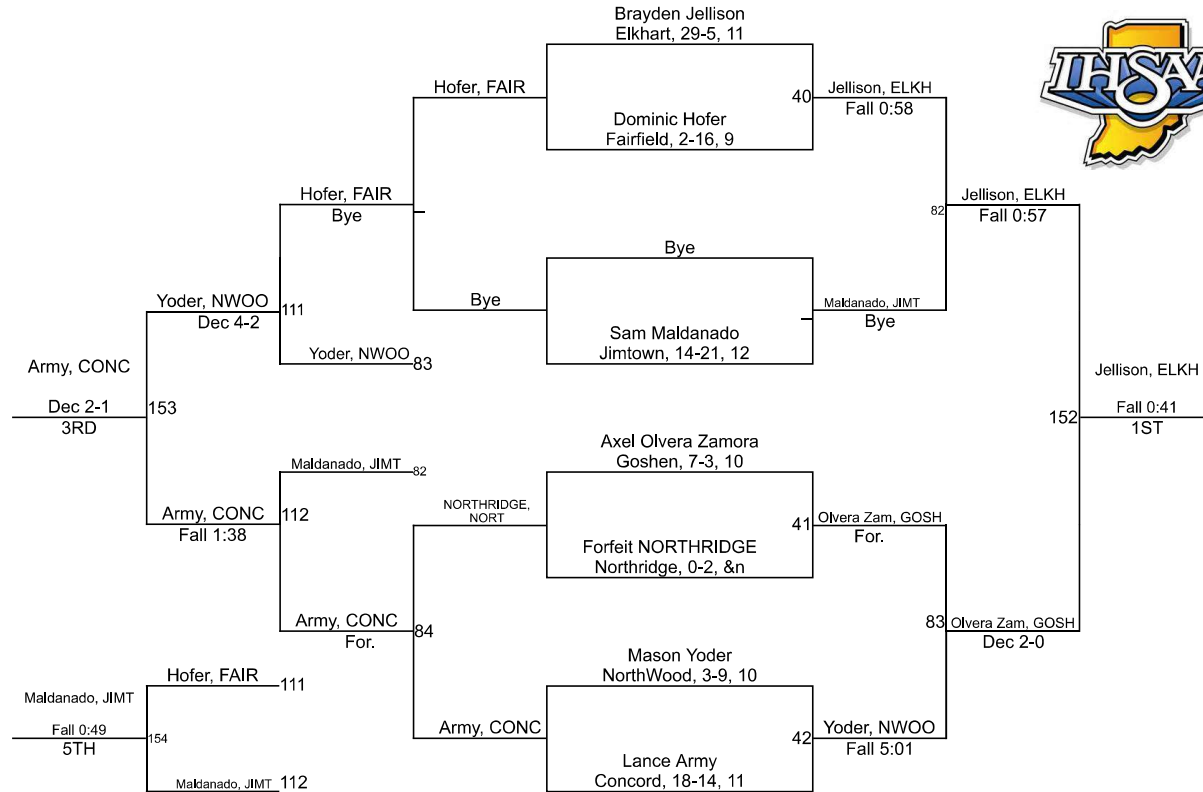 Brayden Jellison
Elkhart, 29-5, 11
IHSAA
Hofer, FAIR
40
Jellison, ELKH
Fall 0:58
Dominic Hofer
Fairfield, 2-16, 9
Hofer, FAIR
Bye
82
Jellison, ELKH
Fall 0:57
Bye
Yoder, NWOO
Dec 4-2
111
Bye
Maldanado, JIMT
Bye
Sam Maldanado
Jimtown, 14-21, 12
Yoder, NWOO
83
Army, CONC
Dec 2-1
3RD
153
152
Jellison, ELKH
Fall 0:41
1ST
Axel Olvera Zamora
Goshen, 7-3, 10
Maldanado, JIMT
82
Army, CONC
Fall 1:38
112
NORTHRIDGE,
NORT
41
Olvera Zam, GOSH
For.
Forfeit NORTHRIDGE
Northridge, 0-2, &n
Army, CONC
For.
84
83
Olvera Zam, GOSH
Dec 2-0
Mason Yoder
NorthWood, 3-9, 10
Hofer, FAIR
111
Maldanado, JIMT
Fall 0:49
5TH
154
Army, CONC
42
Yoder, NWOO
Fall 5:01
Lance Army
Concord, 18-14, 11
Maldanado, JIMT
112